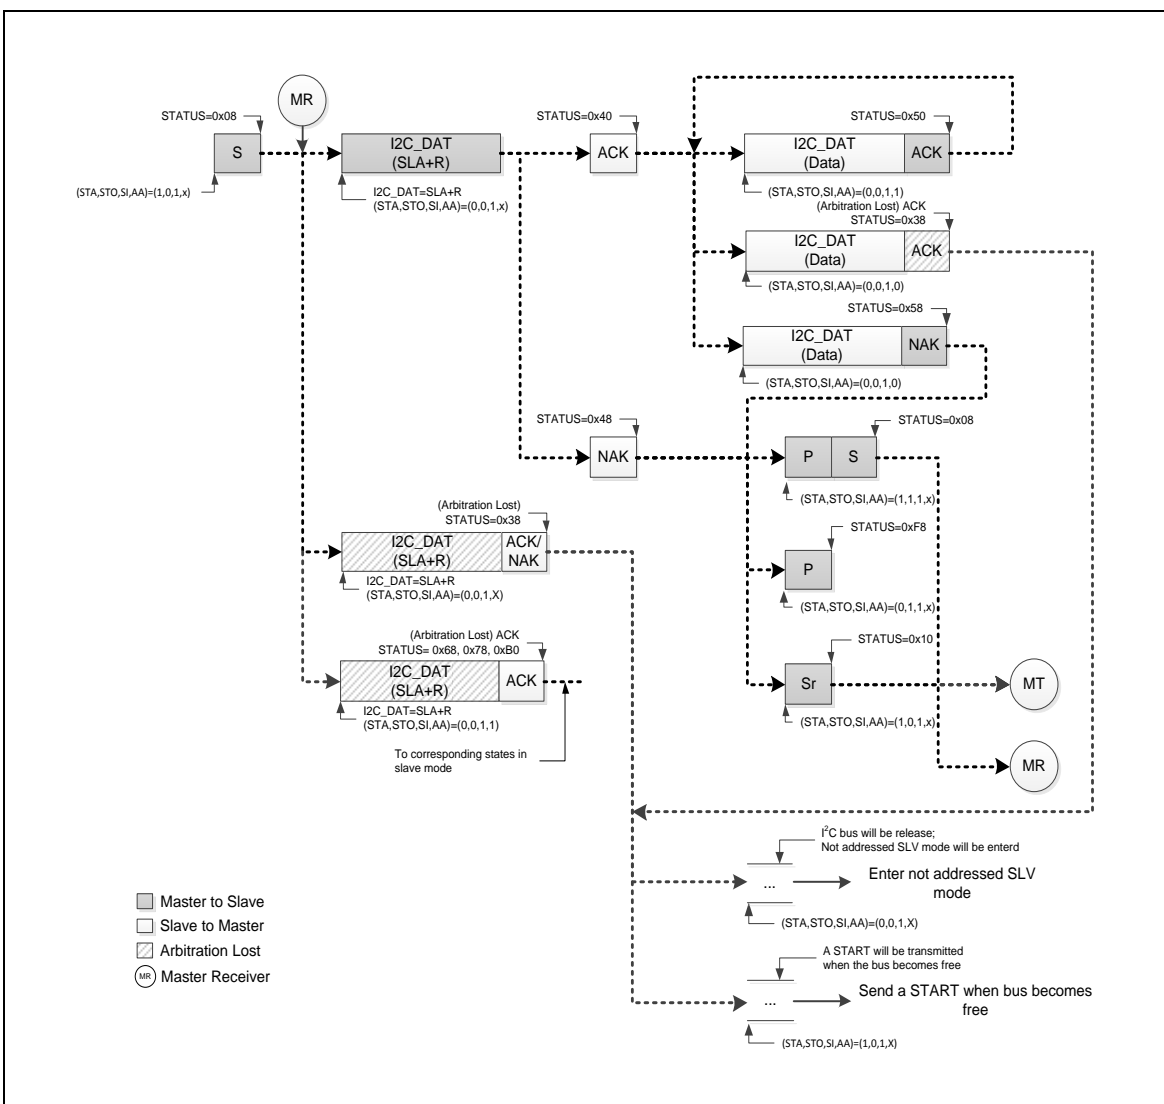 MR
STATUS=0x08
S
(STA,STO,SI,AA)=(1,0,1,x)
I2C_DAT
(SLA+R)
I2C_DAT=SLA+R
(STA,STO,SI,AA)=(0,0,1,x)
STATUS=0x40
ACK
STATUS=0x50
I2C_DAT
(Data)
ACK
(STA,STO,SI,AA)=(0,0,1,1)
(Arbitration Lost) ACK
STATUS=0x38
I2C_DAT
(Data)
ACK
(STA,STO,SI,AA)=(0,0,1,0)
STATUS=0x58
I2C_DAT
(Data)
NAK
(STA,STO,SI,AA)=(0,0,1,0)
STATUS=0x48
NAK
STATUS=0x08
P
S
(STA,STO,SI,AA)=(1,1,1,x)
(Arbitration Lost)
STATUS=0x38
I2C_DAT
(SLA+R)
ACK/
NAK
I2C_DAT=SLA+R
(STA,STO,SI,AA)=(0,0,1,X)
STATUS=0xF8
P
(STA,STO,SI,AA)=(0,1,1,x)
(Arbitration Lost) ACK
STATUS= 0x68, 0x78, 0xB0
I2C_DAT
(SLA+R)
ACK
I2C_DAT=SLA+R
(STA,STO,SI,AA)=(0,0,1,1)
To corresponding states in
slave mode
STATUS=0x10
Sr
(STA,STO,SI,AA)=(1,0,1,x)
MT
MR
I²C bus will be release;
Not addressed SLV mode will be enterd
...
Enter not addressed SLV
mode
(STA,STO,SI,AA)=(0,0,1,X)
A START will be transmitted
when the bus becomes free
...
Send a START when bus becomes
free
(STA,STO,SI,AA)=(1,0,1,X)
Master to Slave
Slave to Master
Arbitration Lost
MR
Master Receiver